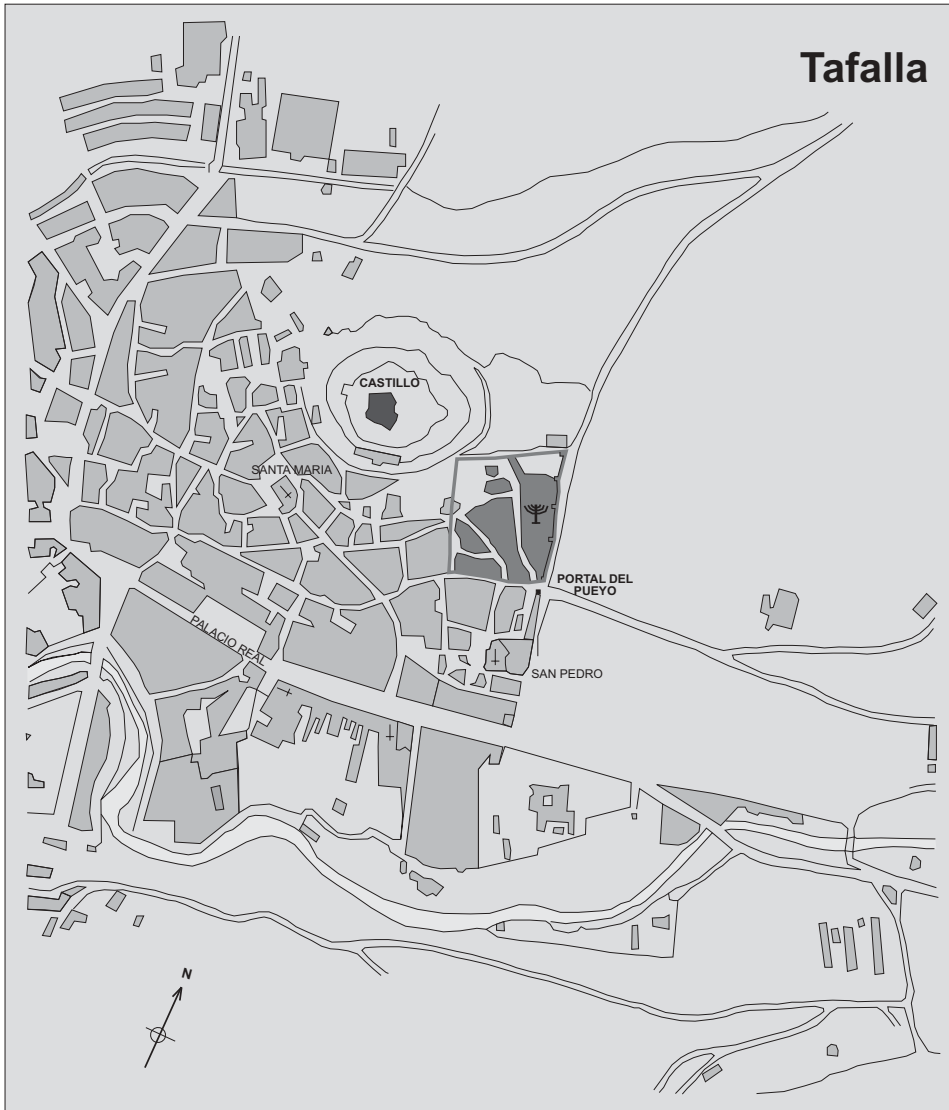 Tafalla
CASTILLO
SANTA MARIA
PORTAL DEL
PUEYO
PALACIO REAL
SAN PEDRO
N